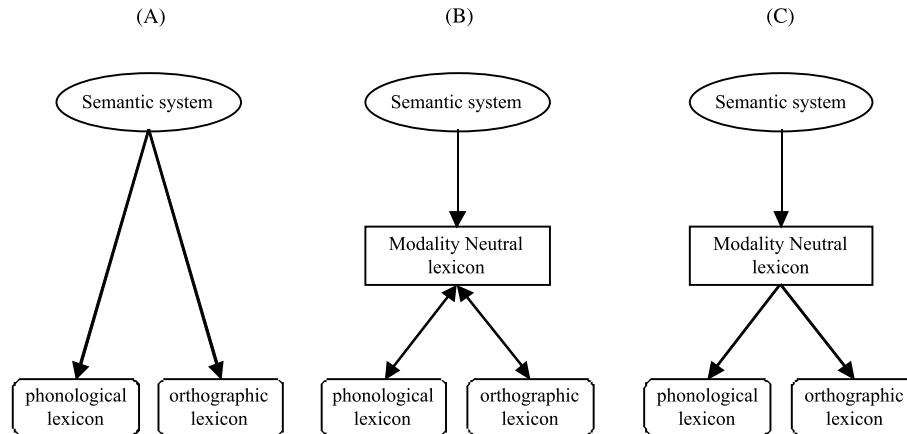 (A)
(B)
(C)
Semantic system
Semantic system
Semantic system
Modality Neutral
lexicon
Modality Neutral
lexicon
phonological
lexicon
orthographic
lexicon
phonological
lexicon
orthographic
lexicon
phonological
lexicon
orthographic
lexicon